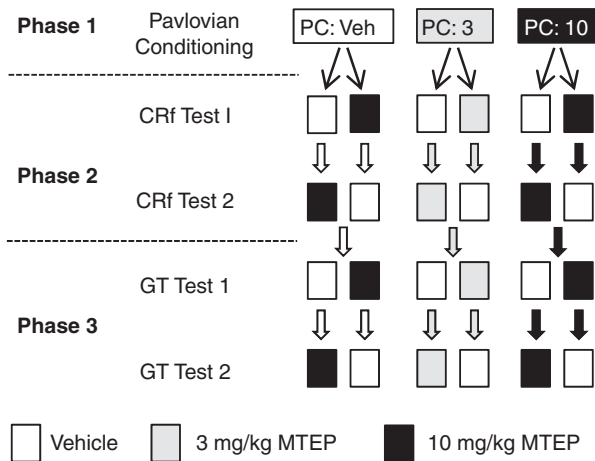 Phase 1
Pavlovian
Conditioning
PC: Veh
PC: 3
PC: 10
CRf Test I
Phase 2
CRf Test 2
GT Test 1
Phase 3
GT Test 2
Vehicle
3 mg/kg MTEP
10 mg/kg MTEP